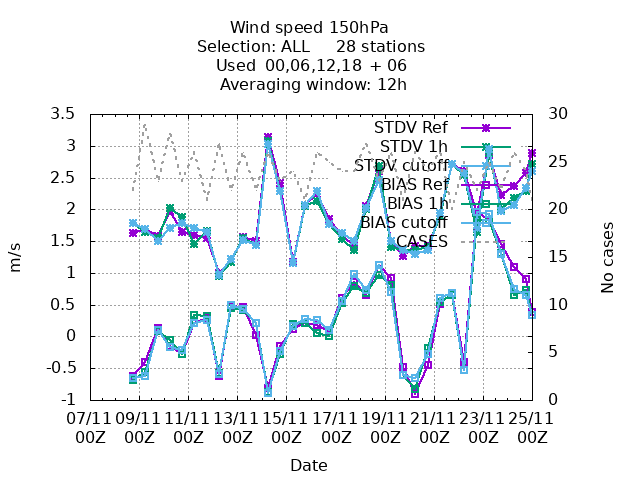 Wind speed 150hPa
Selection: ALL 28 stations
Used 00,06,12,18 + 06
Averaging window: 12h
3.5
3
2.5
2
1.5
1
0.5
0
-0.5
-1
m/s
30
25
20
15
10
5
0
No cases
STDV Ref
STDV 1h
STDV cutoff
BIAS Ref
BIAS 1h
BIAS cutoff
CASES
07/11 09/11 11/11 13/11 15/11 17/11 19/11 21/11 23/11 25/11
00Z 00Z 00Z 00Z 00Z 00Z 00Z 00Z 00Z 00Z
Date